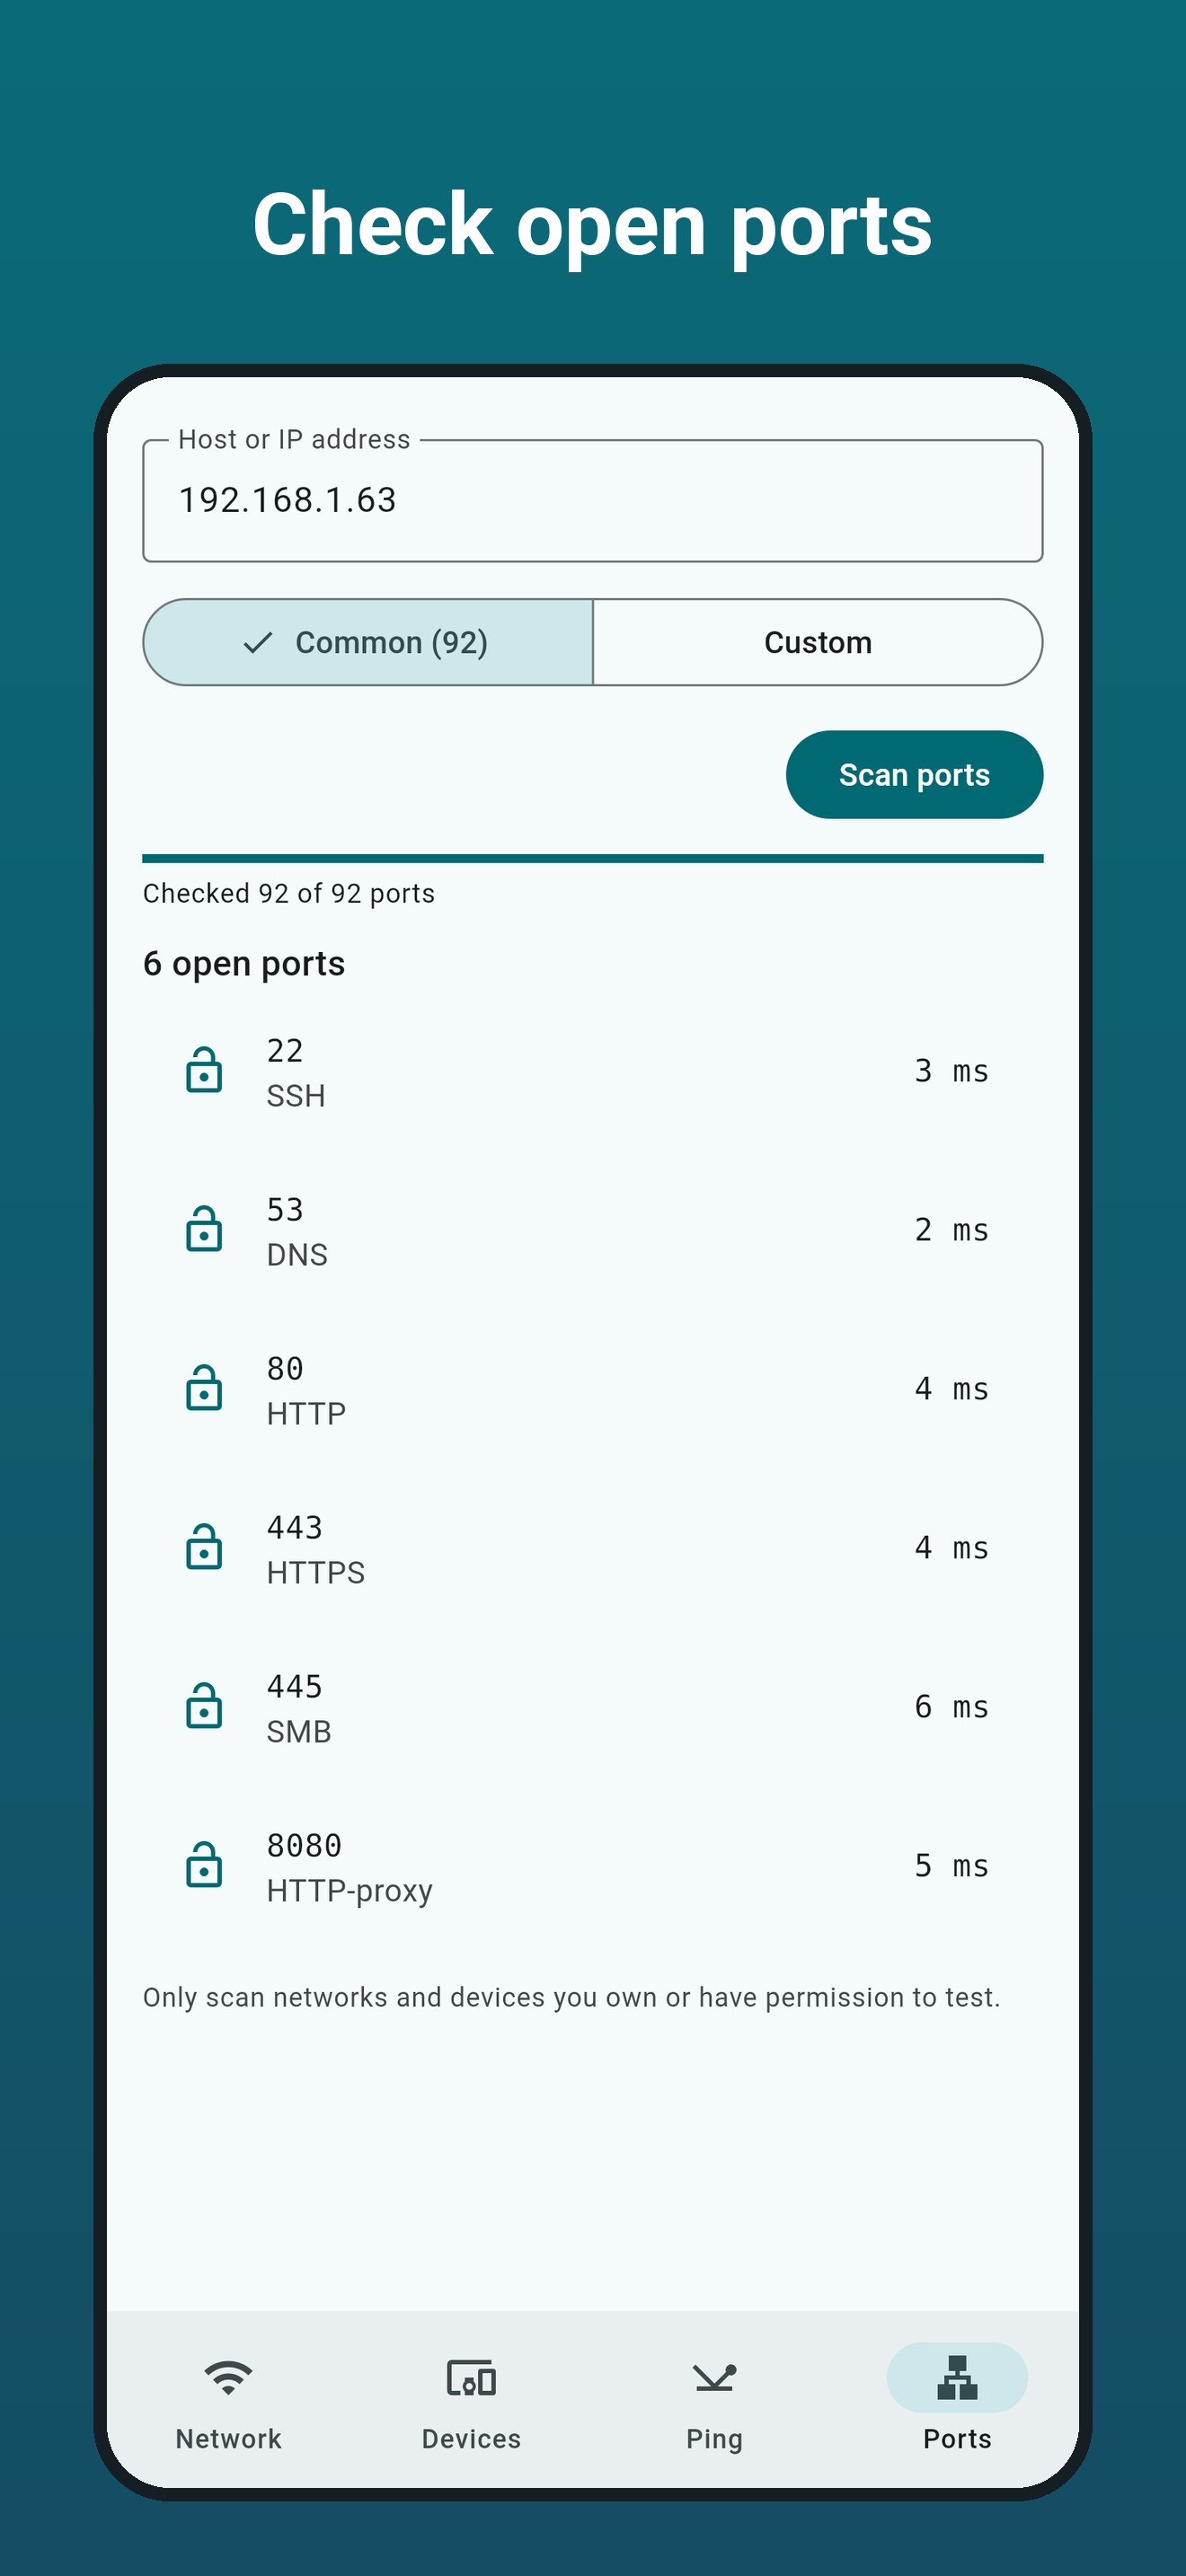 Check open ports
Host or IP address
192.168.1.63
Common (92)
Custom
Scan ports
Checked 92 of 92 ports
6 open ports
22
SSH
3 ms
53
DNS
2 ms
80
HTTP
4 ms
443
HTTPS
4 ms
445
SMB
6 ms
8080
HTTP-proxy
5 ms
Only scan networks and devices you own or have permission to test.
Network
Devices
Ping
Ports